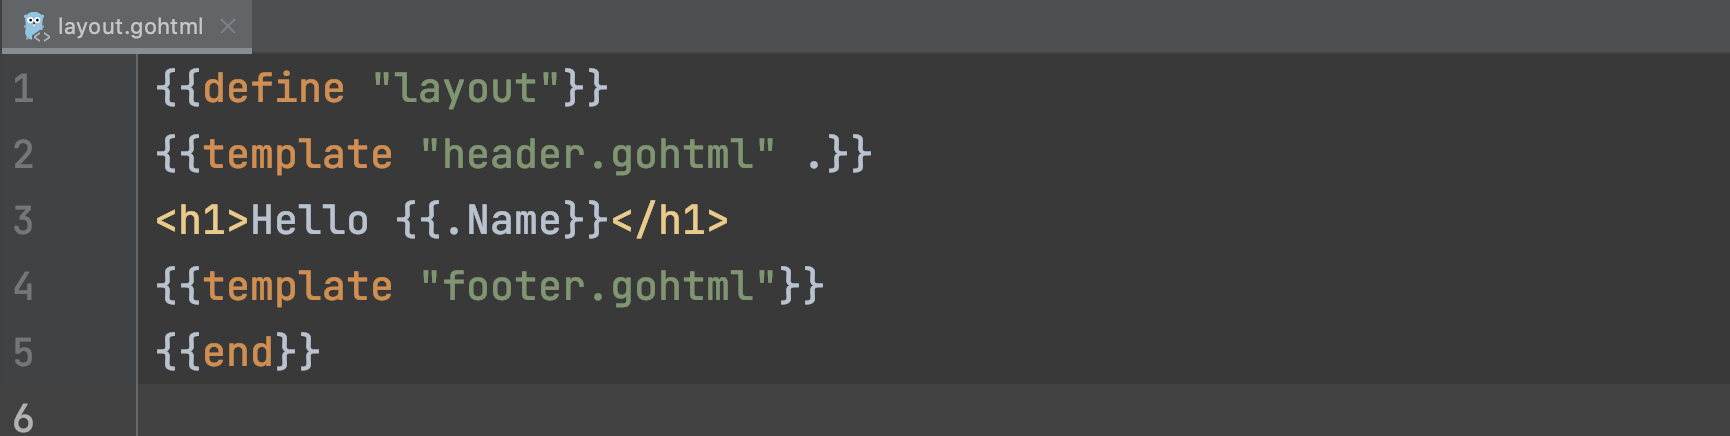 layout.gohtml
1 {{define "layout"}}
2 {{template "header.gohtml" .}}
3 <h1>Hello {{.Name}}</h1>
4 {{template "footer.gohtml"}}
5 {{end}}
6